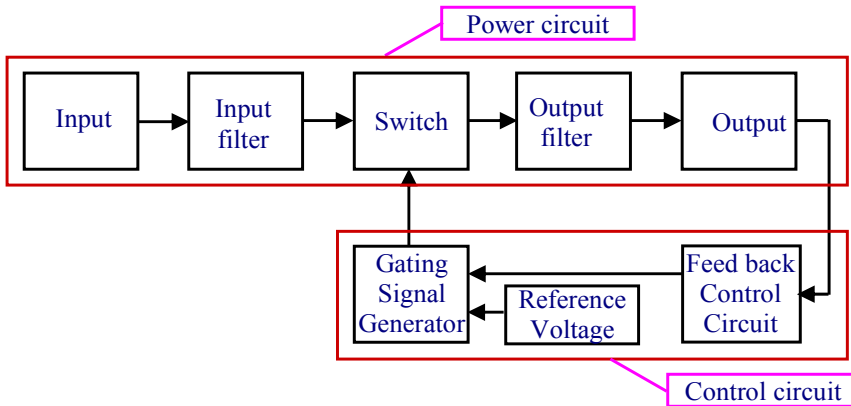 Power circuit
Input
Input
filter
Switch
Output
filter
Output
Gating
Signal
Generator
Reference
Voltage
Feed back
Control
Circuit
Control circuit